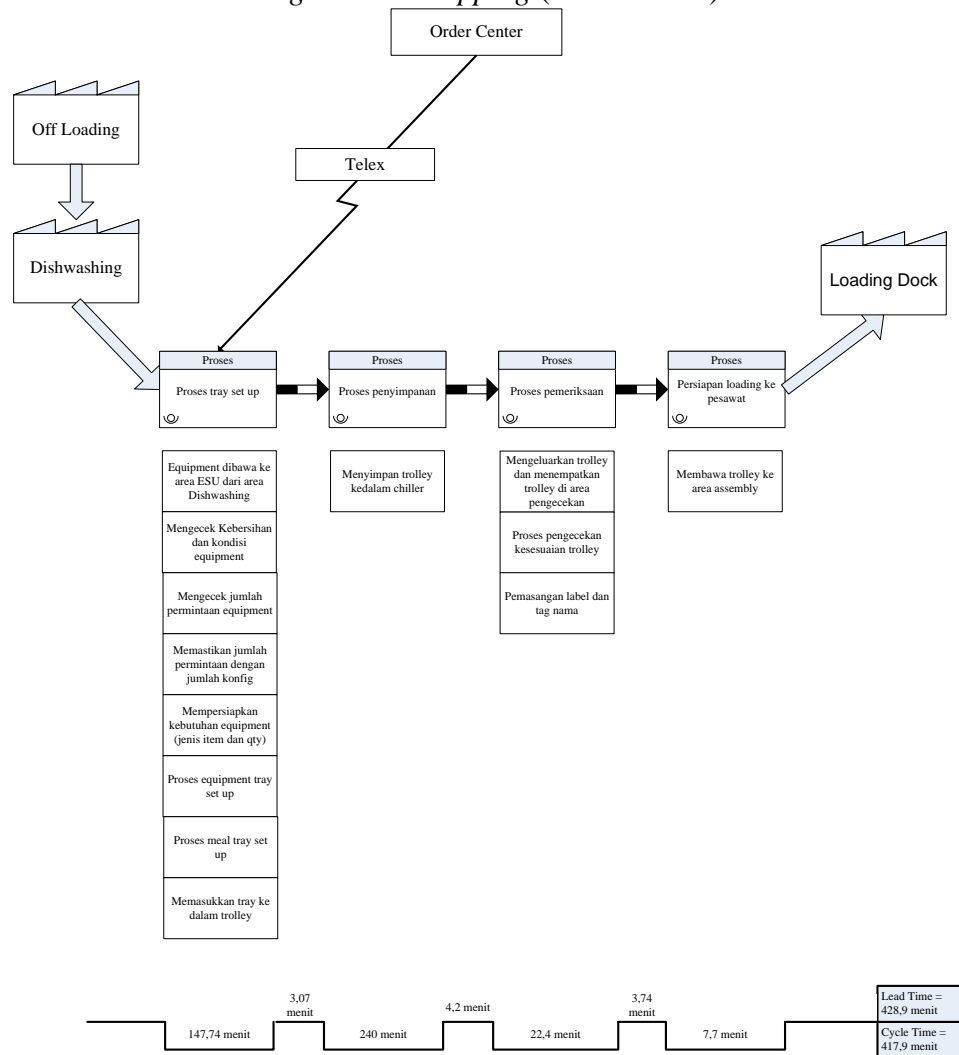 Order Center
Off Loading
Telex
Dishwashing
Loading Dock
Proses
Proses tray set up
Proses
Proses penyimpanan
Proses
Proses pemeriksaan
Proses
Persiapan loading ke
pesawat
Equipment dibawa ke
area ESU dari area
Dishwashing
Mengecek Kebersihan
dan kondisi
equipment
Mengecek jumlah
permintaan equipment
Memastikan jumlah
permintaan dengan
jumlah konfig
Mempersiapkan
kebutuhan equipment
(jenis item dan qty)
Proses equipment tray
set up
Proses meal tray set
up
Memasukkan tray ke
dalam trolley
Menyimpan trolley
kedalam chiller
Mengeluarkan trolley
dan menempatkan
trolley di area
pengecekan
Proses pengecekan
kesesuaian trolley
Pemasangan label dan
tag nama
Membawa trolley ke
area assembly
147,74 menit
3,07
menit
240 menit
4,2 menit
22,4 menit
3,74
menit
7,7 menit
Lead Time =
428,9 menit
Cycle Time =
417,9 menit